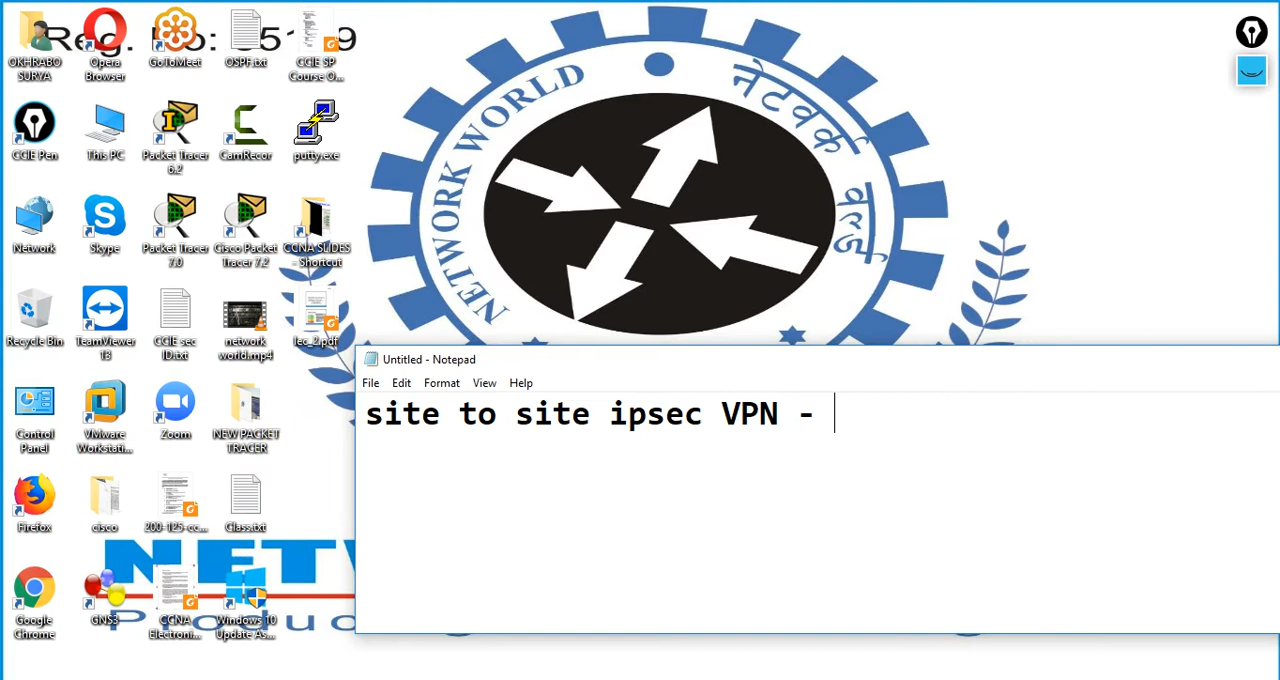 Reg. No:
NETWORK WORLD
नेटवर्क वर्ल्ड
OKHRABO SURYA
Opera Browser
GoToMeet
OSPF.txt
CCIE SP Course O...
CCIE Pen
This PC
Packet Tracer 6.2
CamRecor
putty.exe
Network
Skype
Packet Tracer 7.0
Cisco Packet Tracer 7.2
CCNA SLIDES - Shortcut
Recycle Bin
TeamViewer 13
CCIE sec ID.txt
network world.mp4
lec_2.pdf
Control Panel
VMware Workstati...
Zoom
NEW PACKET TRACER
Firefox
cisco
200-125-cc...
Class.txt
Google Chrome
GNS3
CCNA Electroni...
Windows 10 Update As...
NETW
Produc
Untitled - Notepad
File Edit Format View Help
site to site ipsec VPN -